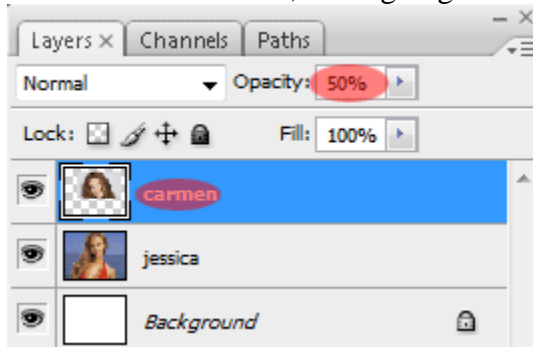 Layers × Channels Paths
Normal Opacity: 50%
Lock: Fill: 100%
carmen
jessica
Background